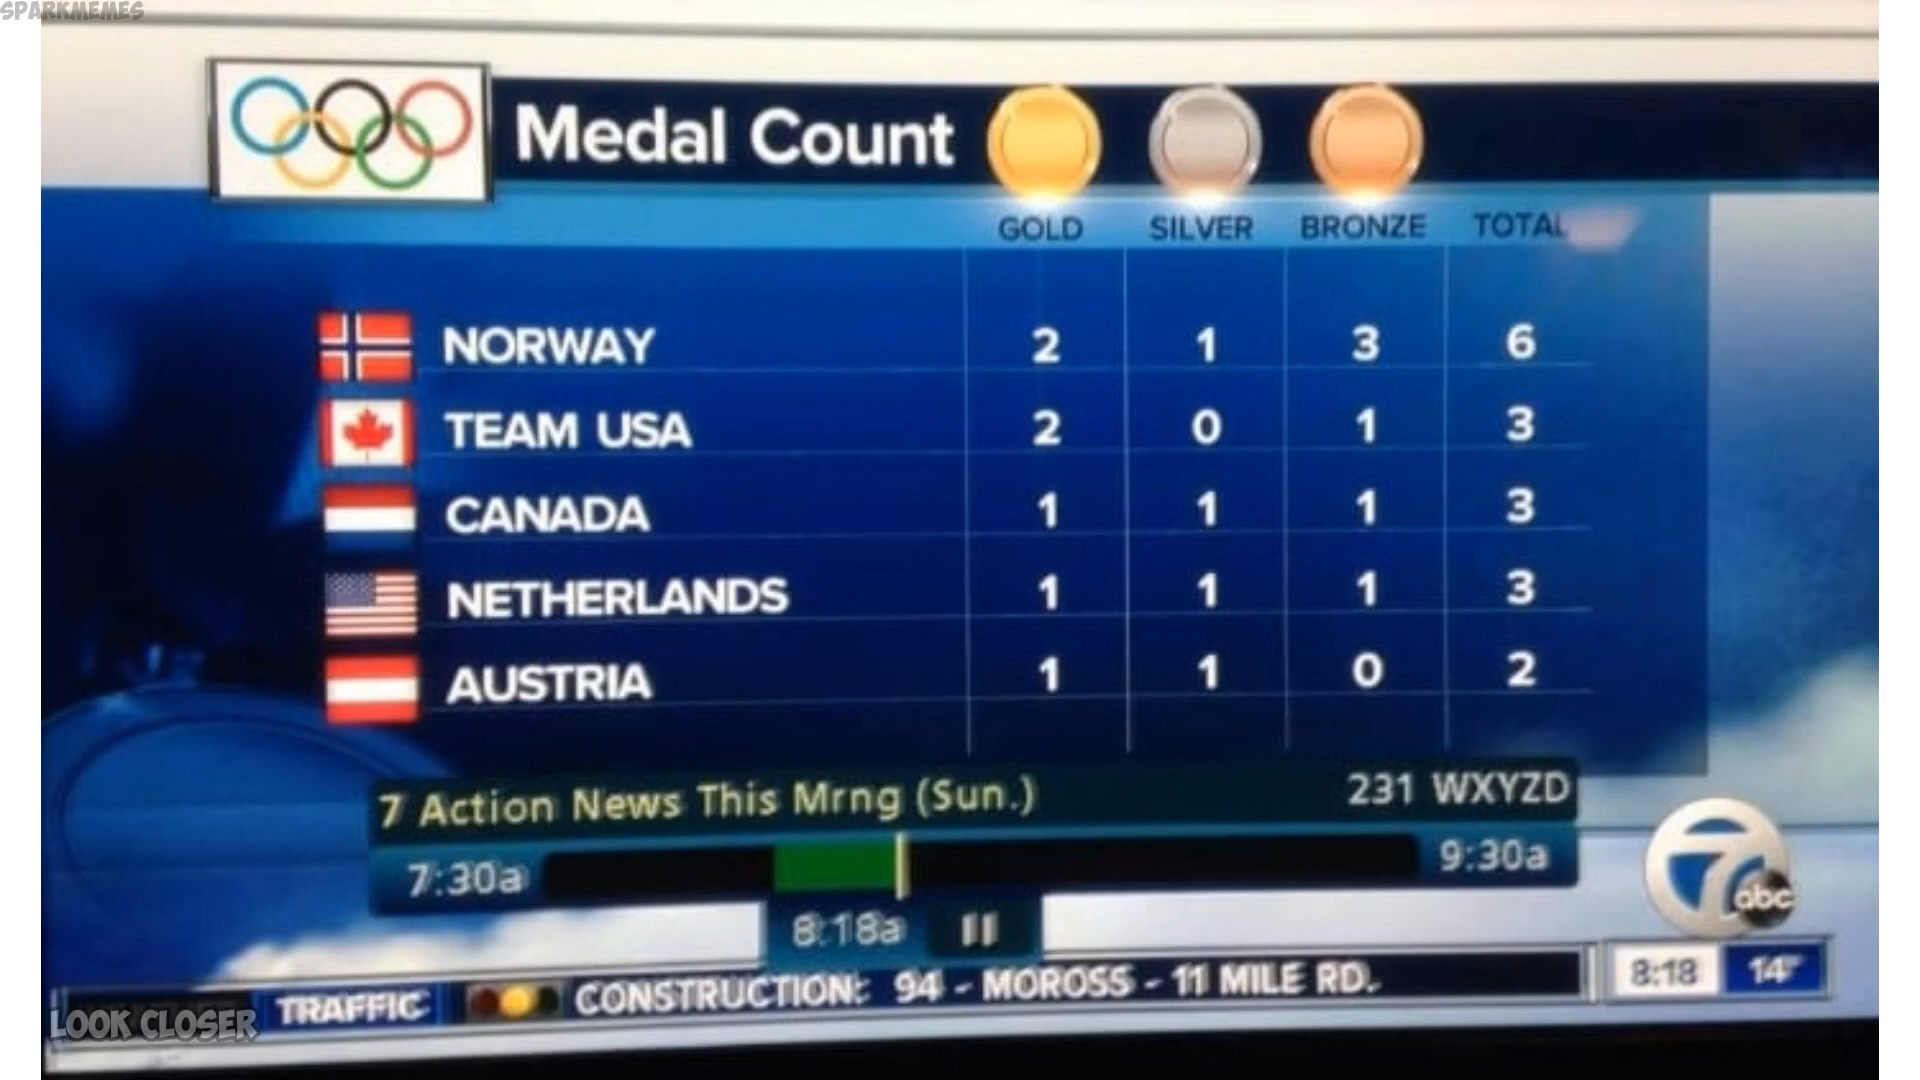 SPARKMEMES
Medal Count
GOLD SILVER BRONZE TOTAL
NORWAY 2 1 3 6
TEAM USA 2 0 1 3
CANADA 1 1 1 3
NETHERLANDS 1 1 1 3
AUSTRIA 1 1 0 2
7 Action News This Mrng (Sun.) 231 WXYZD
7:30a 9:30a
8:18a
7 abc
TRAFFIC CONSTRUCTION: 94 - MOROSS - 11 MILE RD. 8:18 14°
LOOK CLOSER